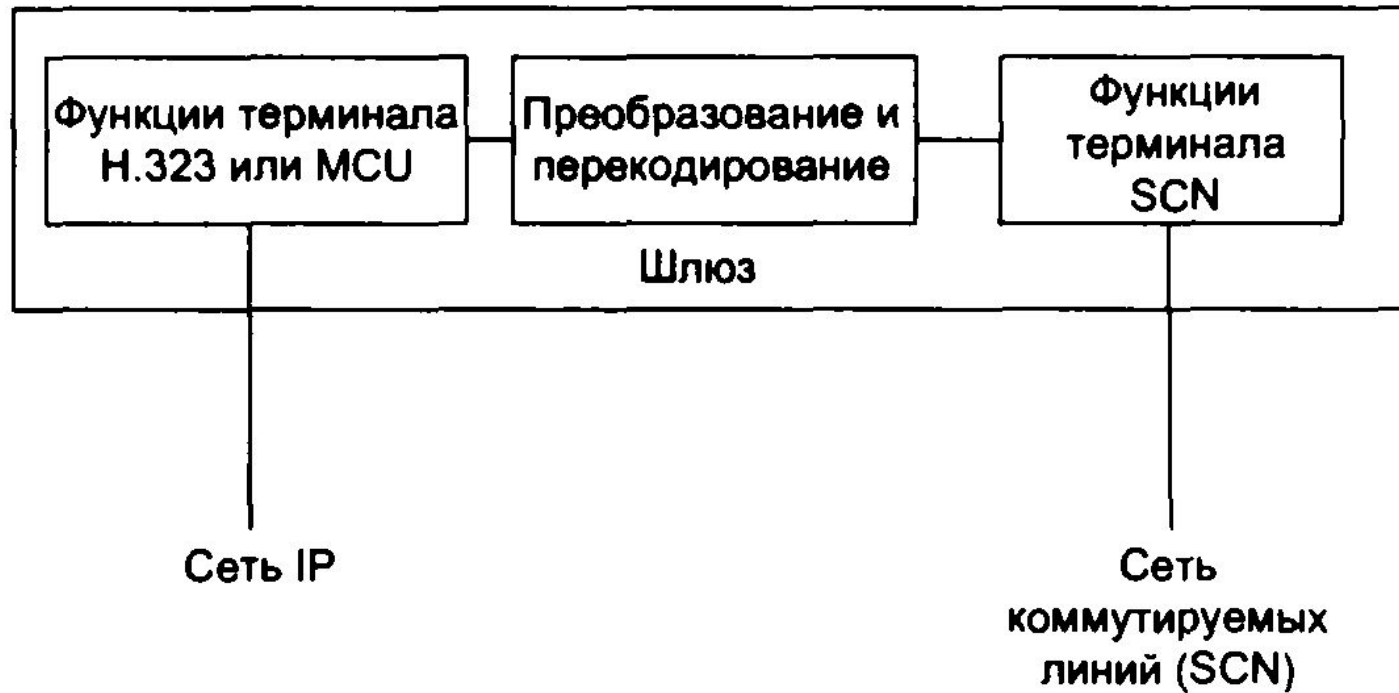 Функции терминала
H.323 или MCU
Преобразование и
перекодирование
Функции
терминала
SCN
Шлюз
Сеть IP
Сеть
коммутируемых
линий (SCN)